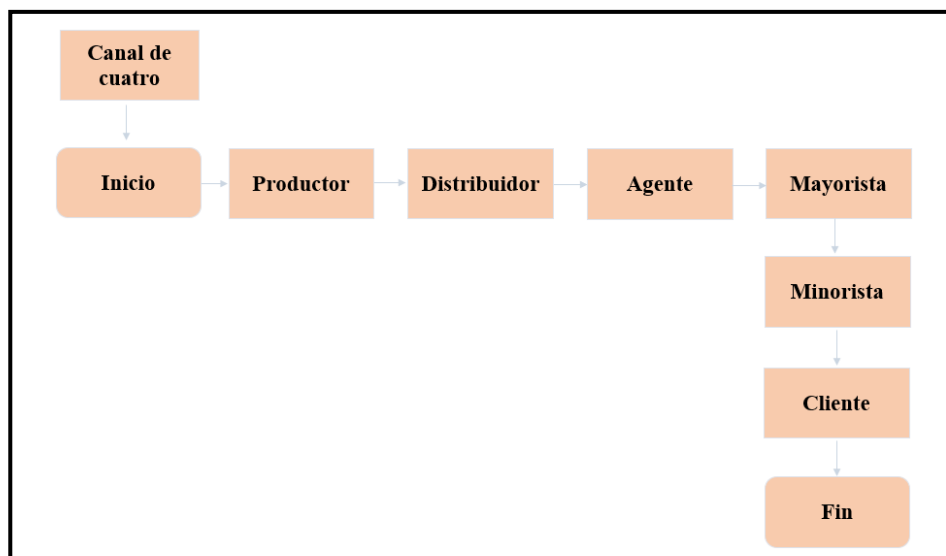 Canal de
cuatro
Inicio
Productor
Distribuidor
Agente
Mayorista
Minorista
Cliente
Fin